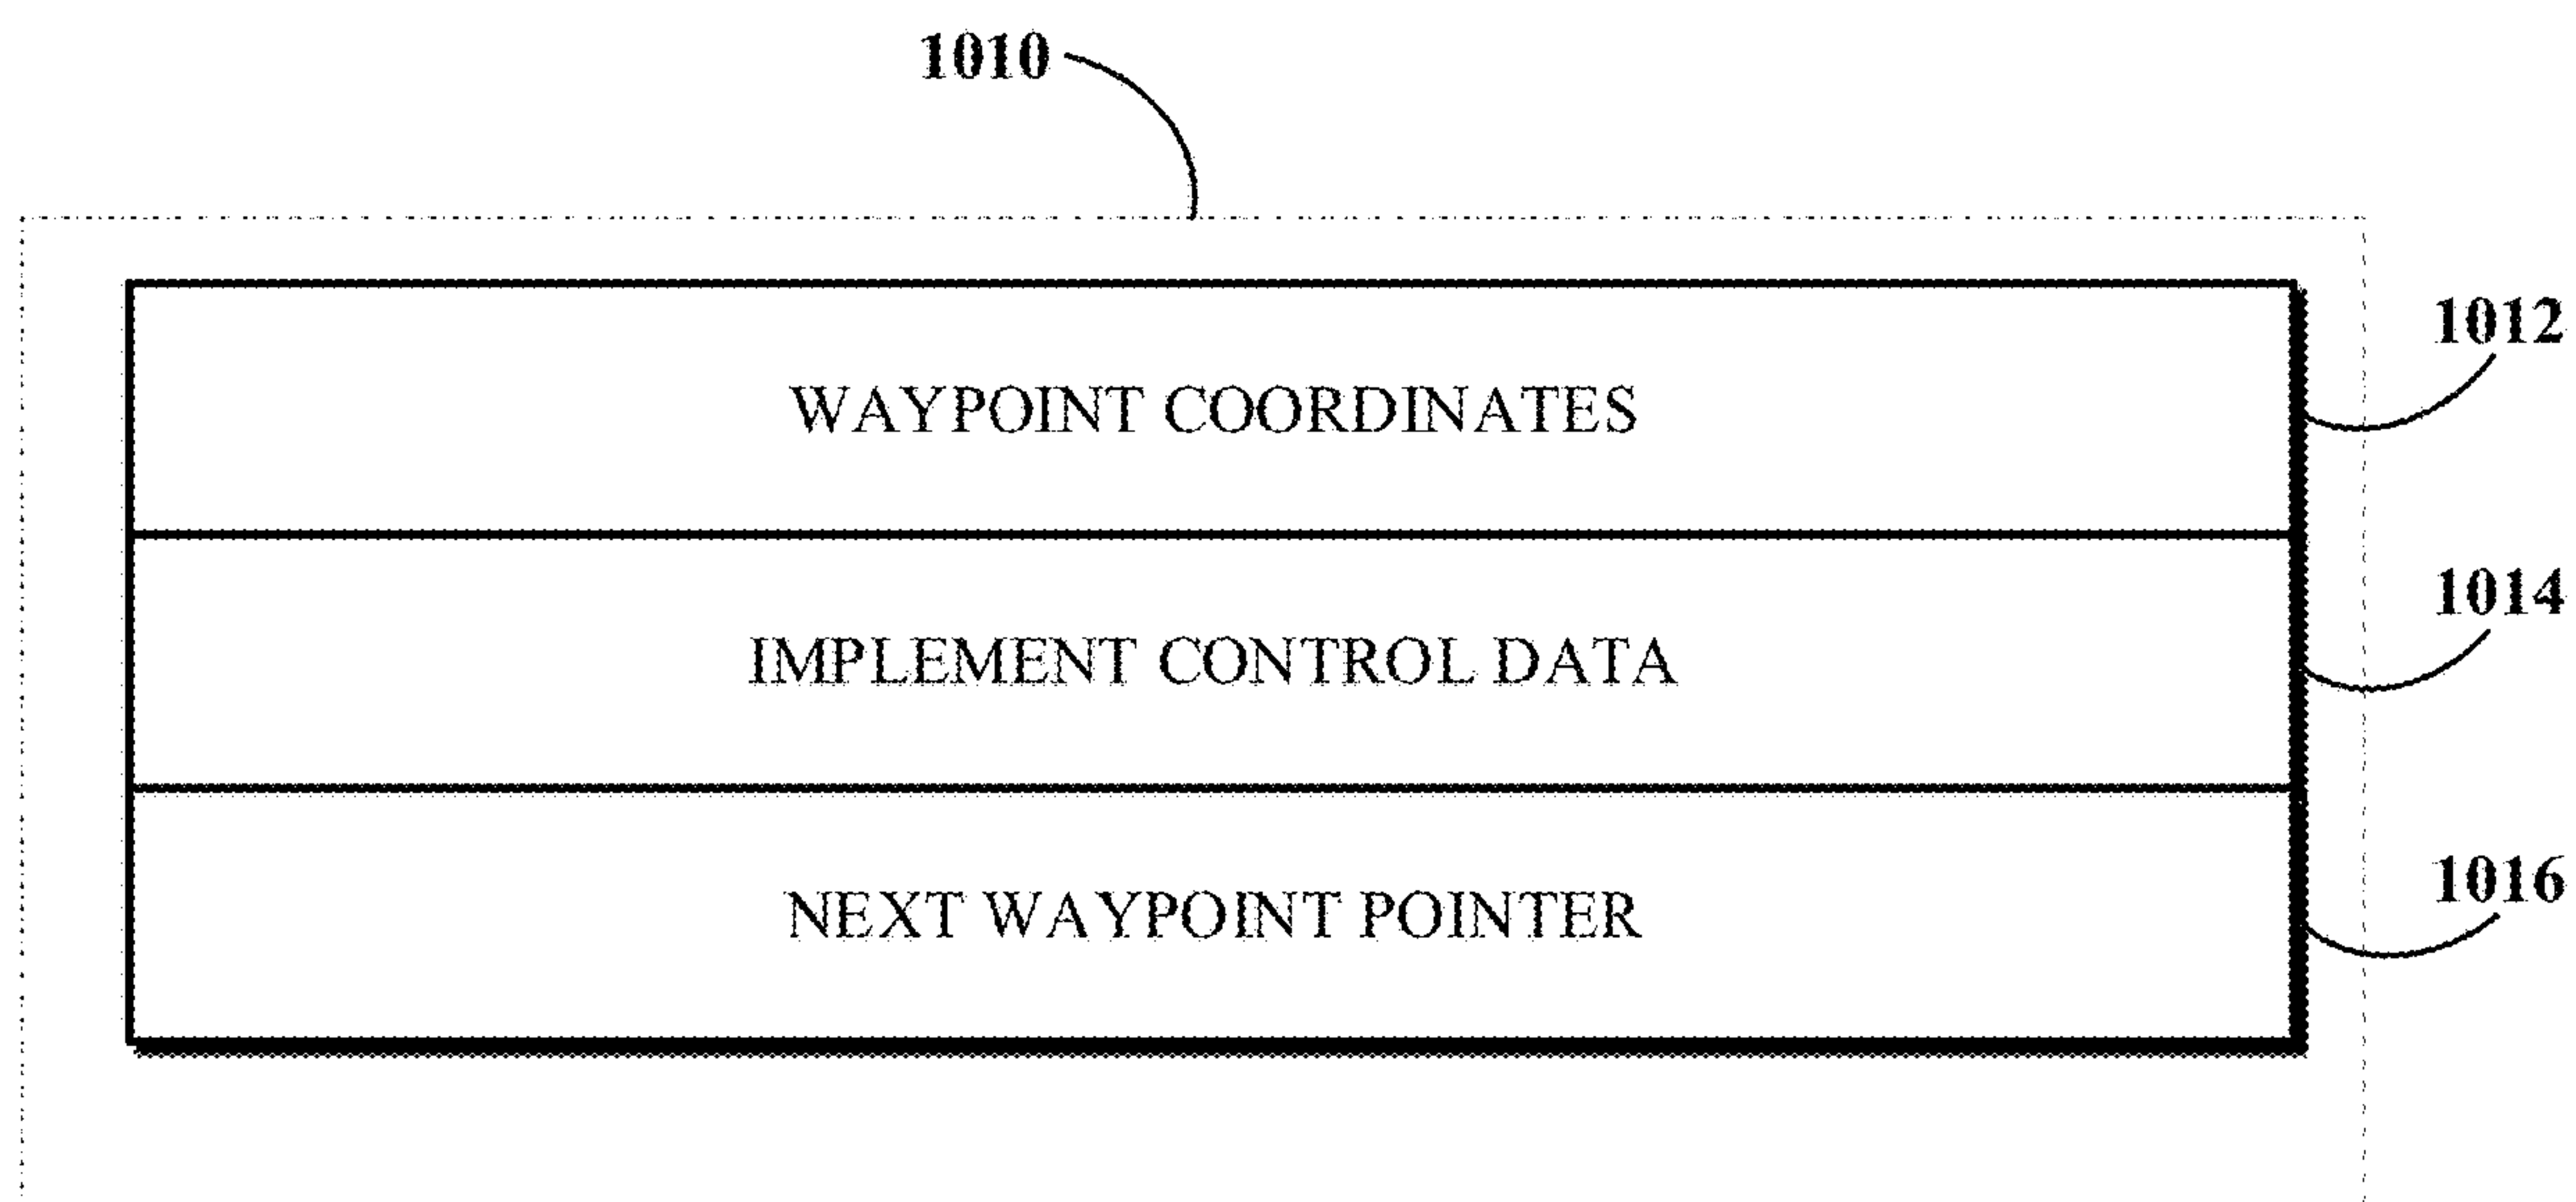 1010
1012
WAYPOINT COORDINATES
1014
IMPLEMENT CONTROL DATA
1016
NEXT WAYPOINT POINTER